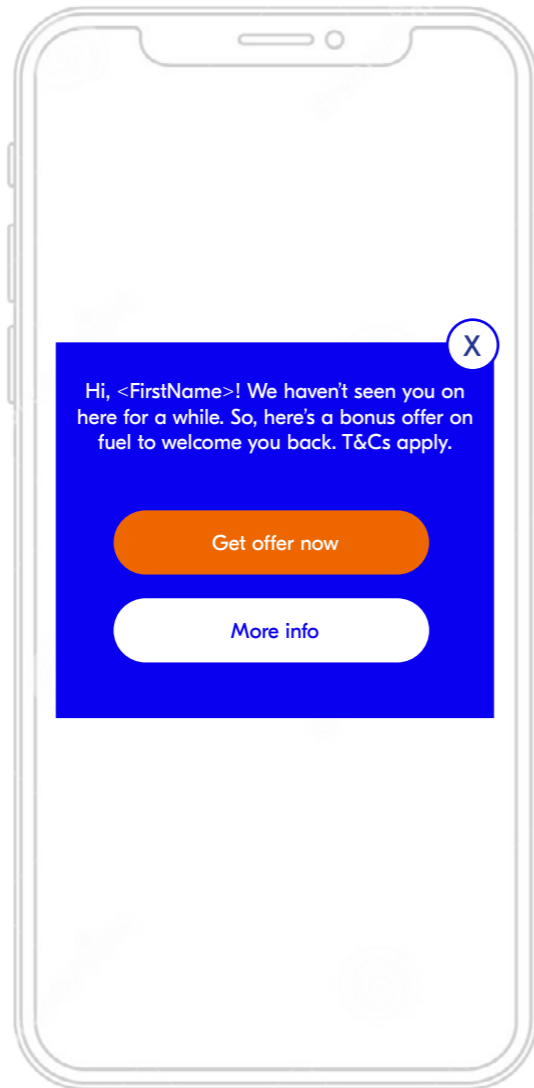 X
Hi, <FirstName>! We haven’t seen you on
here for a while. So, here’s a bonus offer on
fuel to welcome you back. T&Cs apply.
Get offer now
More info